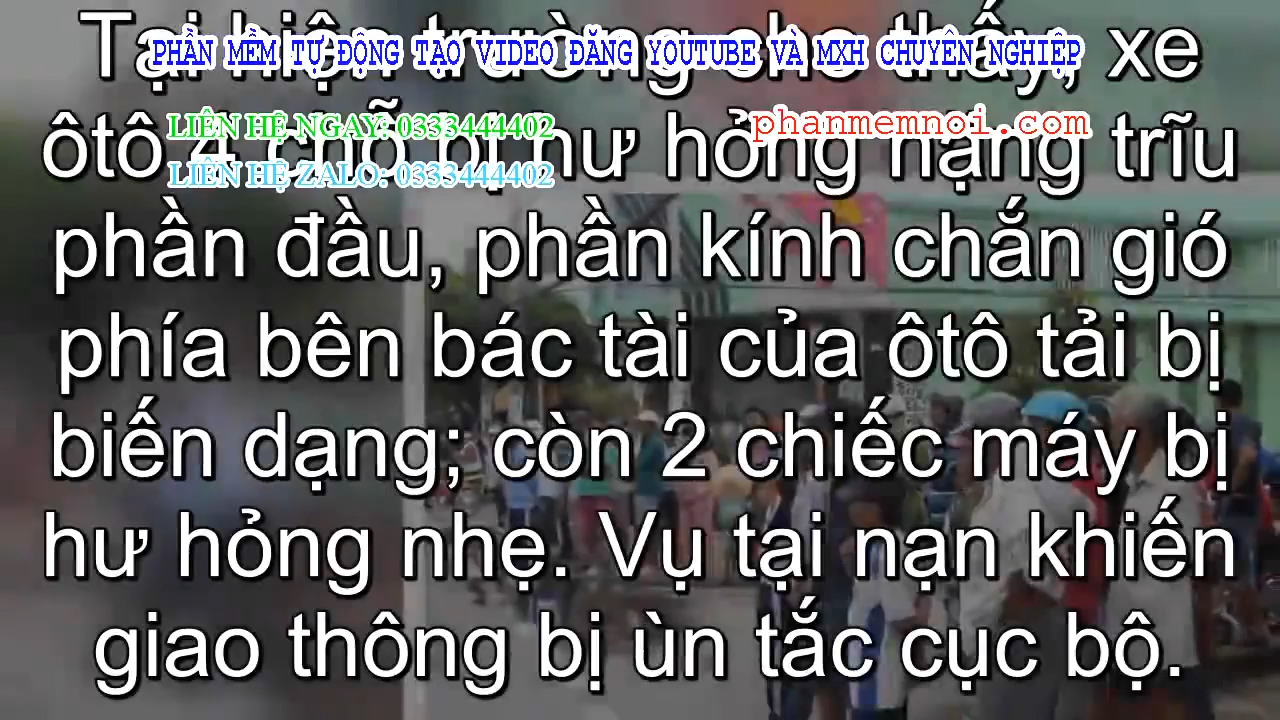 Tại hiện trường cho thấy, xe
PHẦN MỀM TỰ ĐỘNG TẠO VIDEO ĐĂNG YOUTUBE VÀ MXH CHUYÊN NGHIỆP
LIÊN HỆ NGAY: 0333444402
phanmemnoi.com
ôtô 4 chỗ bị hư hỏng nặng trĩu
LIÊN HỆ ZALO: 0333444402
phần đầu, phần kính chắn gió
phía bên bác tài của ôtô tải bị
biến dạng; còn 2 chiếc máy bị
hư hỏng nhẹ. Vụ tại nạn khiến
giao thông bị ùn tắc cục bộ.